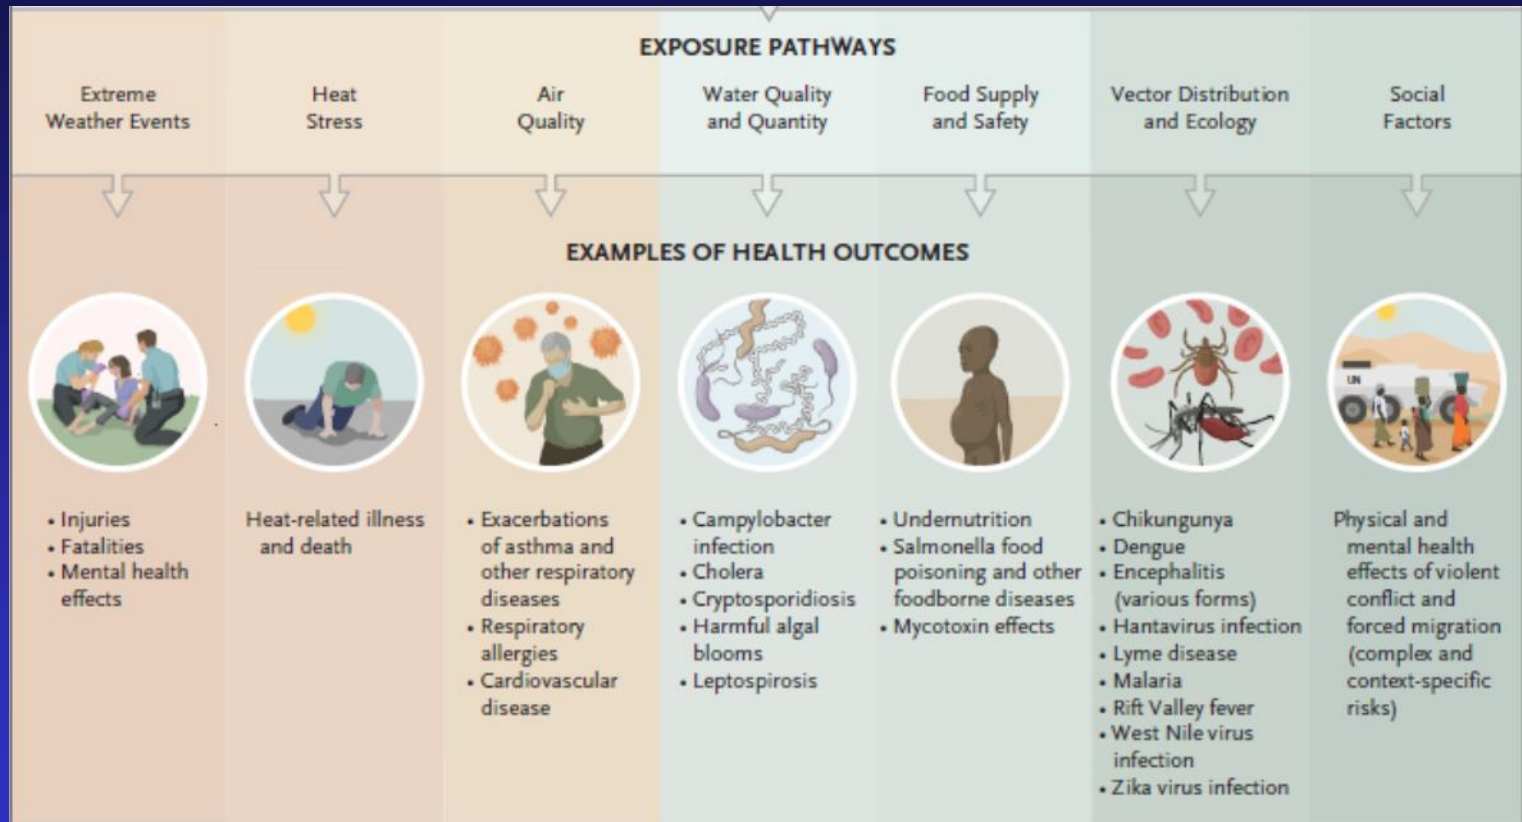 EXPOSURE PATHWAYS
Extreme
Weather Events
Heat
Stress
Air
Quality
Water Quality
and Quantity
Food Supply
and Safety
Vector Distribution
and Ecology
Social
Factors
EXAMPLES OF HEALTH OUTCOMES
UN
• Injuries
• Fatalities
• Mental health
effects
Heat-related illness
and death
• Exacerbations
of asthma and
other respiratory
diseases
• Respiratory
allergies
• Cardiovascular
disease
• Campylobacter
infection
• Cholera
• Cryptosporidiosis
• Harmful algal
blooms
• Leptospirosis
• Undernutrition
• Salmonella food
poisoning and other
foodborne diseases
• Mycotoxin effects
• Chikungunya
• Dengue
• Encephalitis
(various forms)
• Hantavirus infection
• Lyme disease
• Malaria
• Rift Valley fever
• West Nile virus
infection
• Zika virus infection
Physical and
mental health
effects of violent
conflict and
forced migration
(complex and
context-specific
risks)